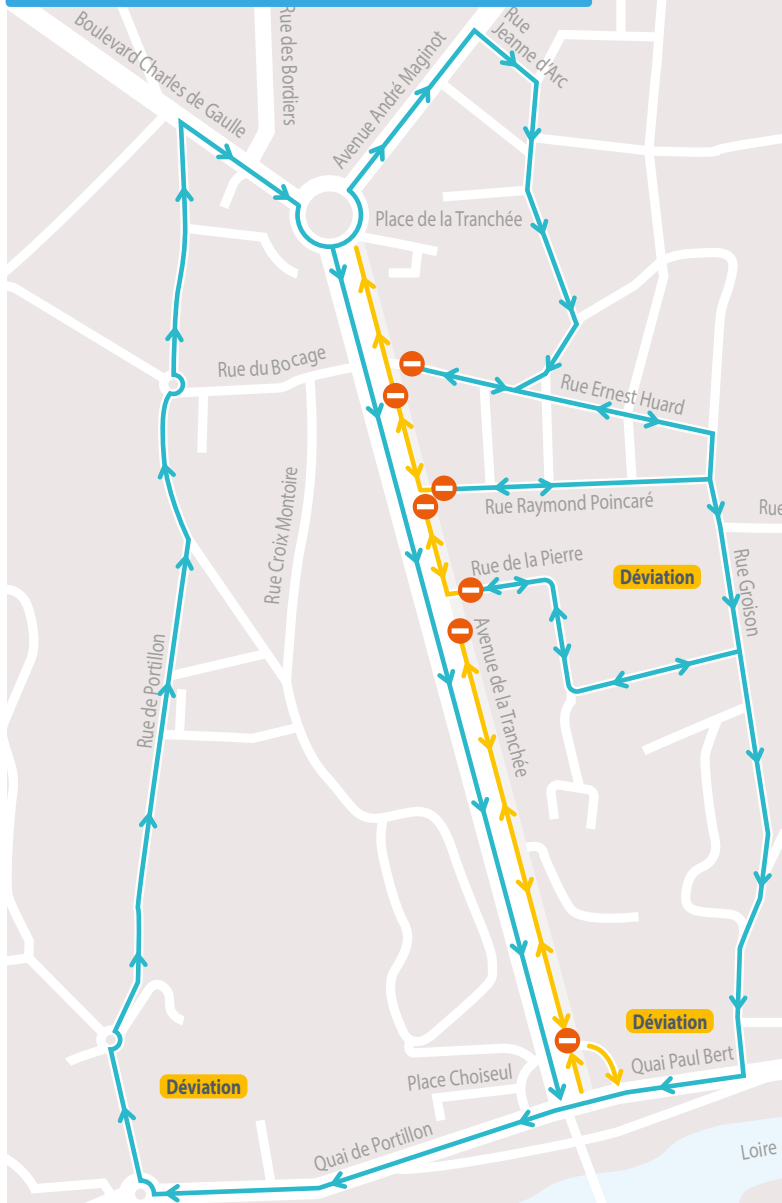 Rue
Jeanne d'Arc
Boulevard Charles de Gaulle
Rue des Bordiers
Avenue André Maginot
Place de la Tranchée
Rue du Bocage
Rue Ernest Huard
Rue Croix Montoire
Rue Raymond Poincaré
Rue
Rue de la Pierre
Déviation
Rue Groison
Avenue de la Tranchée
Rue de Portillon
Déviation
Quai Paul Bert
Place Choiseul
Déviation
Quai de Portillon
Loire